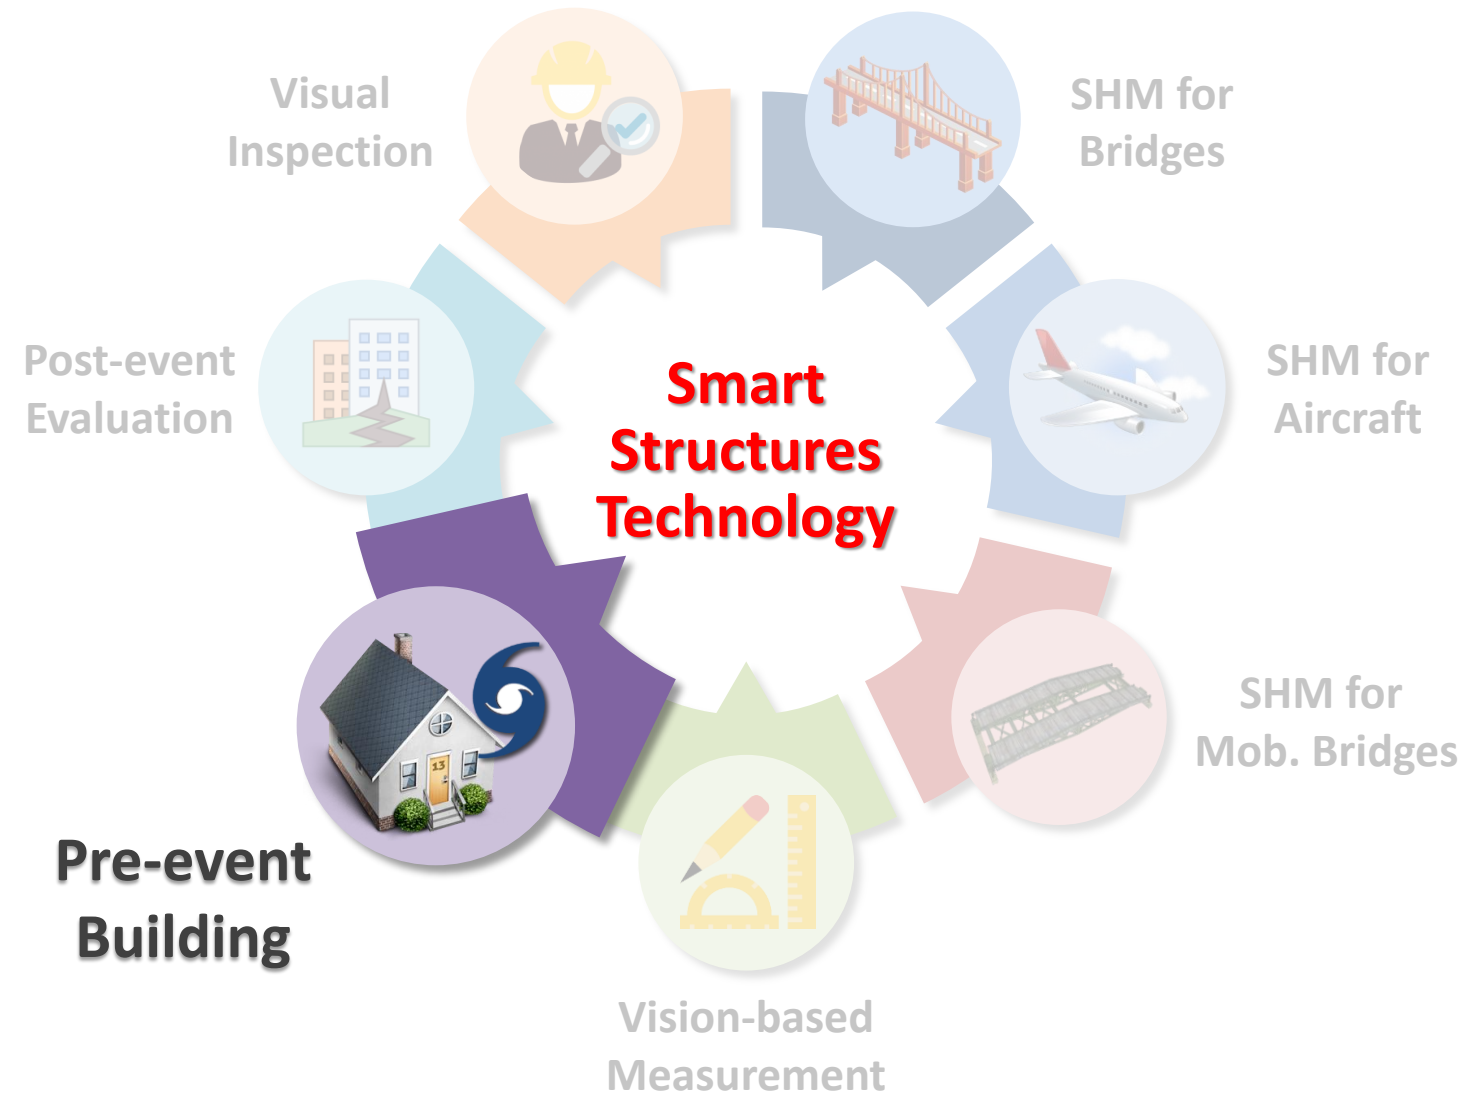 Visual
Inspection
SHM for
Bridges
Post-event
Evaluation
Smart
Structures
Technology
SHM for
Aircraft
13
SHM for
Mob. Bridges
Pre-event
Building
Vision-based
Measurement